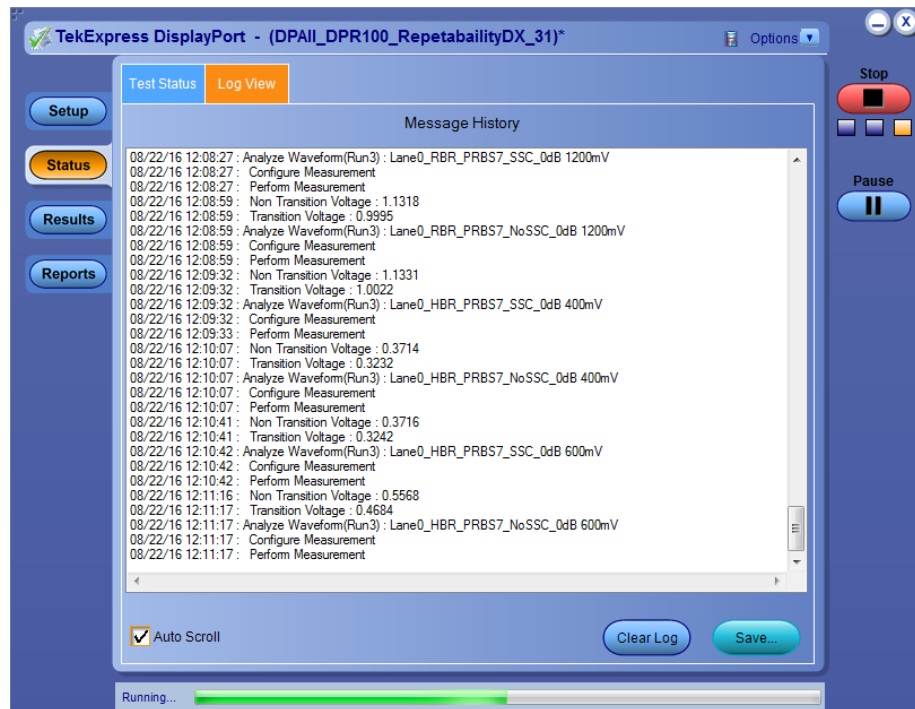 TekExpress DisplayPort - (DPAll_DPR100_RepetabailityDX_31)*
Options
Stop
Pause
Setup
Status
Results
Reports
Test Status
Log View
Message History
08/22/16 12:08:27 : Analyze Waveform(Run3) : Lane0_RBR_PRBS7_SSC_0dB 1200mV
08/22/16 12:08:27 : Configure Measurement
08/22/16 12:08:27 : Perform Measurement
08/22/16 12:08:59 : Non Transition Voltage : 1.1318
08/22/16 12:08:59 : Transition Voltage : 0.9995
08/22/16 12:08:59 : Analyze Waveform(Run3) : Lane0_RBR_PRBS7_NoSSC_0dB 1200mV
08/22/16 12:08:59 : Configure Measurement
08/22/16 12:08:59 : Perform Measurement
08/22/16 12:09:32 : Non Transition Voltage : 1.1331
08/22/16 12:09:32 : Transition Voltage : 1.0022
08/22/16 12:09:32 : Analyze Waveform(Run3) : Lane0_HBR_PRBS7_SSC_0dB 400mV
08/22/16 12:09:32 : Configure Measurement
08/22/16 12:09:33 : Perform Measurement
08/22/16 12:10:07 : Non Transition Voltage : 0.3714
08/22/16 12:10:07 : Transition Voltage : 0.3232
08/22/16 12:10:07 : Analyze Waveform(Run3) : Lane0_HBR_PRBS7_NoSSC_0dB 400mV
08/22/16 12:10:07 : Configure Measurement
08/22/16 12:10:07 : Perform Measurement
08/22/16 12:10:41 : Non Transition Voltage : 0.3716
08/22/16 12:10:41 : Transition Voltage : 0.3242
08/22/16 12:10:42 : Analyze Waveform(Run3) : Lane0_HBR_PRBS7_SSC_0dB 600mV
08/22/16 12:10:42 : Configure Measurement
08/22/16 12:10:42 : Perform Measurement
08/22/16 12:11:16 : Non Transition Voltage : 0.5568
08/22/16 12:11:17 : Transition Voltage : 0.4684
08/22/16 12:11:17 : Analyze Waveform(Run3) : Lane0_HBR_PRBS7_NoSSC_0dB 600mV
08/22/16 12:11:17 : Configure Measurement
08/22/16 12:11:17 : Perform Measurement
Auto Scroll
Clear Log
Save...
Running...